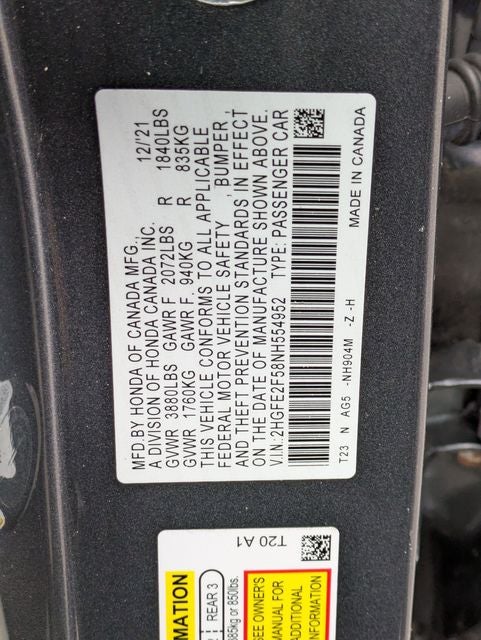 MFD.BY HONDA OF CANADA MFG.,
A DIVISION OF HONDA CANADA INC. 12/'21
GVWR 3880LBS GAWR F 2072LBS R 1840LBS
GVWR 1760KG GAWR F 940KG R 835KG
THIS VEHICLE CONFORMS TO ALL APPLICABLE
FEDERAL MOTOR VEHICLE SAFETY , BUMPER ,
AND THEFT PREVENTION STANDARDS IN EFFECT
ON THE DATE OF MANUFACTURE SHOWN ABOVE.
V.I.N:2HGFE2F58NH554952 TYPE: PASSENGER CAR
T23 N AG5 -NH904M -Z -H MADE IN CANADA
T20 A1
MATION
REAR 3
385kg or 850lbs.
SEE OWNER'S
MANUAL FOR
ADDITIONAL
INFORMATION